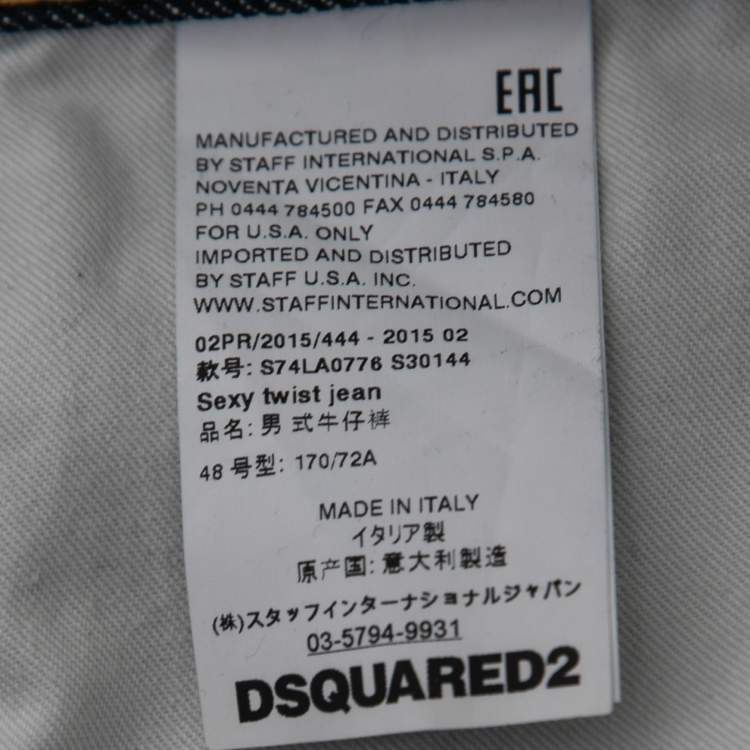 EAC
MANUFACTURED AND DISTRIBUTED
BY STAFF INTERNATIONAL S.P.A.
NOVENTA VICENTINA - ITALY
PH 0444 784500 FAX 0444 784580
FOR U.S.A. ONLY
IMPORTED AND DISTRIBUTED
BY STAFF U.S.A. INC.
WWW.STAFFINTERNATIONAL.COM
02PR/2015/444 - 2015 02
款号: S74LA0776 S30144
Sexy twist jean
品名: 男 式牛仔裤
48 号型: 170/72A
MADE IN ITALY
イタリア製
原产国: 意大利製造
(株)スタッフインターナショナルジャパン
03-5794-9931
DSQUARED2